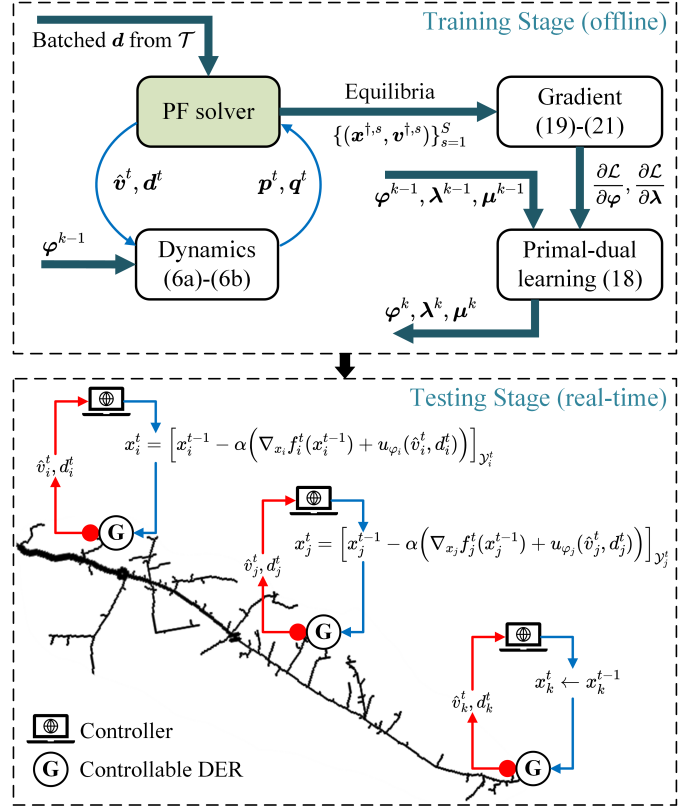 Training Stage (offline)
Batched d from 𝒯
PF solver
Equilibria
{(x^{†,s}, v^{†,s})}_{s=1}^{S}
Gradient
(19)-(21)
v̂^t, d^t
p^t, q^t
φ^{k−1}, λ^{k−1}, μ^{k−1}
∂ℒ/∂φ, ∂ℒ/∂λ
φ^{k−1}
Dynamics
(6a)-(6b)
Primal-dual
learning (18)
φ^k, λ^k, μ^k
Testing Stage (real-time)
x_i^t = [x_i^{t−1} − α(∇_{x_i} f_i^t(x_i^{t−1}) + u_{φ_i}(v̂_i^t, d_i^t))]_{𝒴_i^t}
v̂_i^t, d_i^t
G
x_j^t = [x_j^{t−1} − α(∇_{x_j} f_j^t(x_j^{t−1}) + u_{φ_j}(v̂_j^t, d_j^t))]_{𝒴_j^t}
v̂_j^t, d_j^t
G
x_k^t ← x_k^{t−1}
v̂_k^t, d_k^t
G
Controller
G Controllable DER